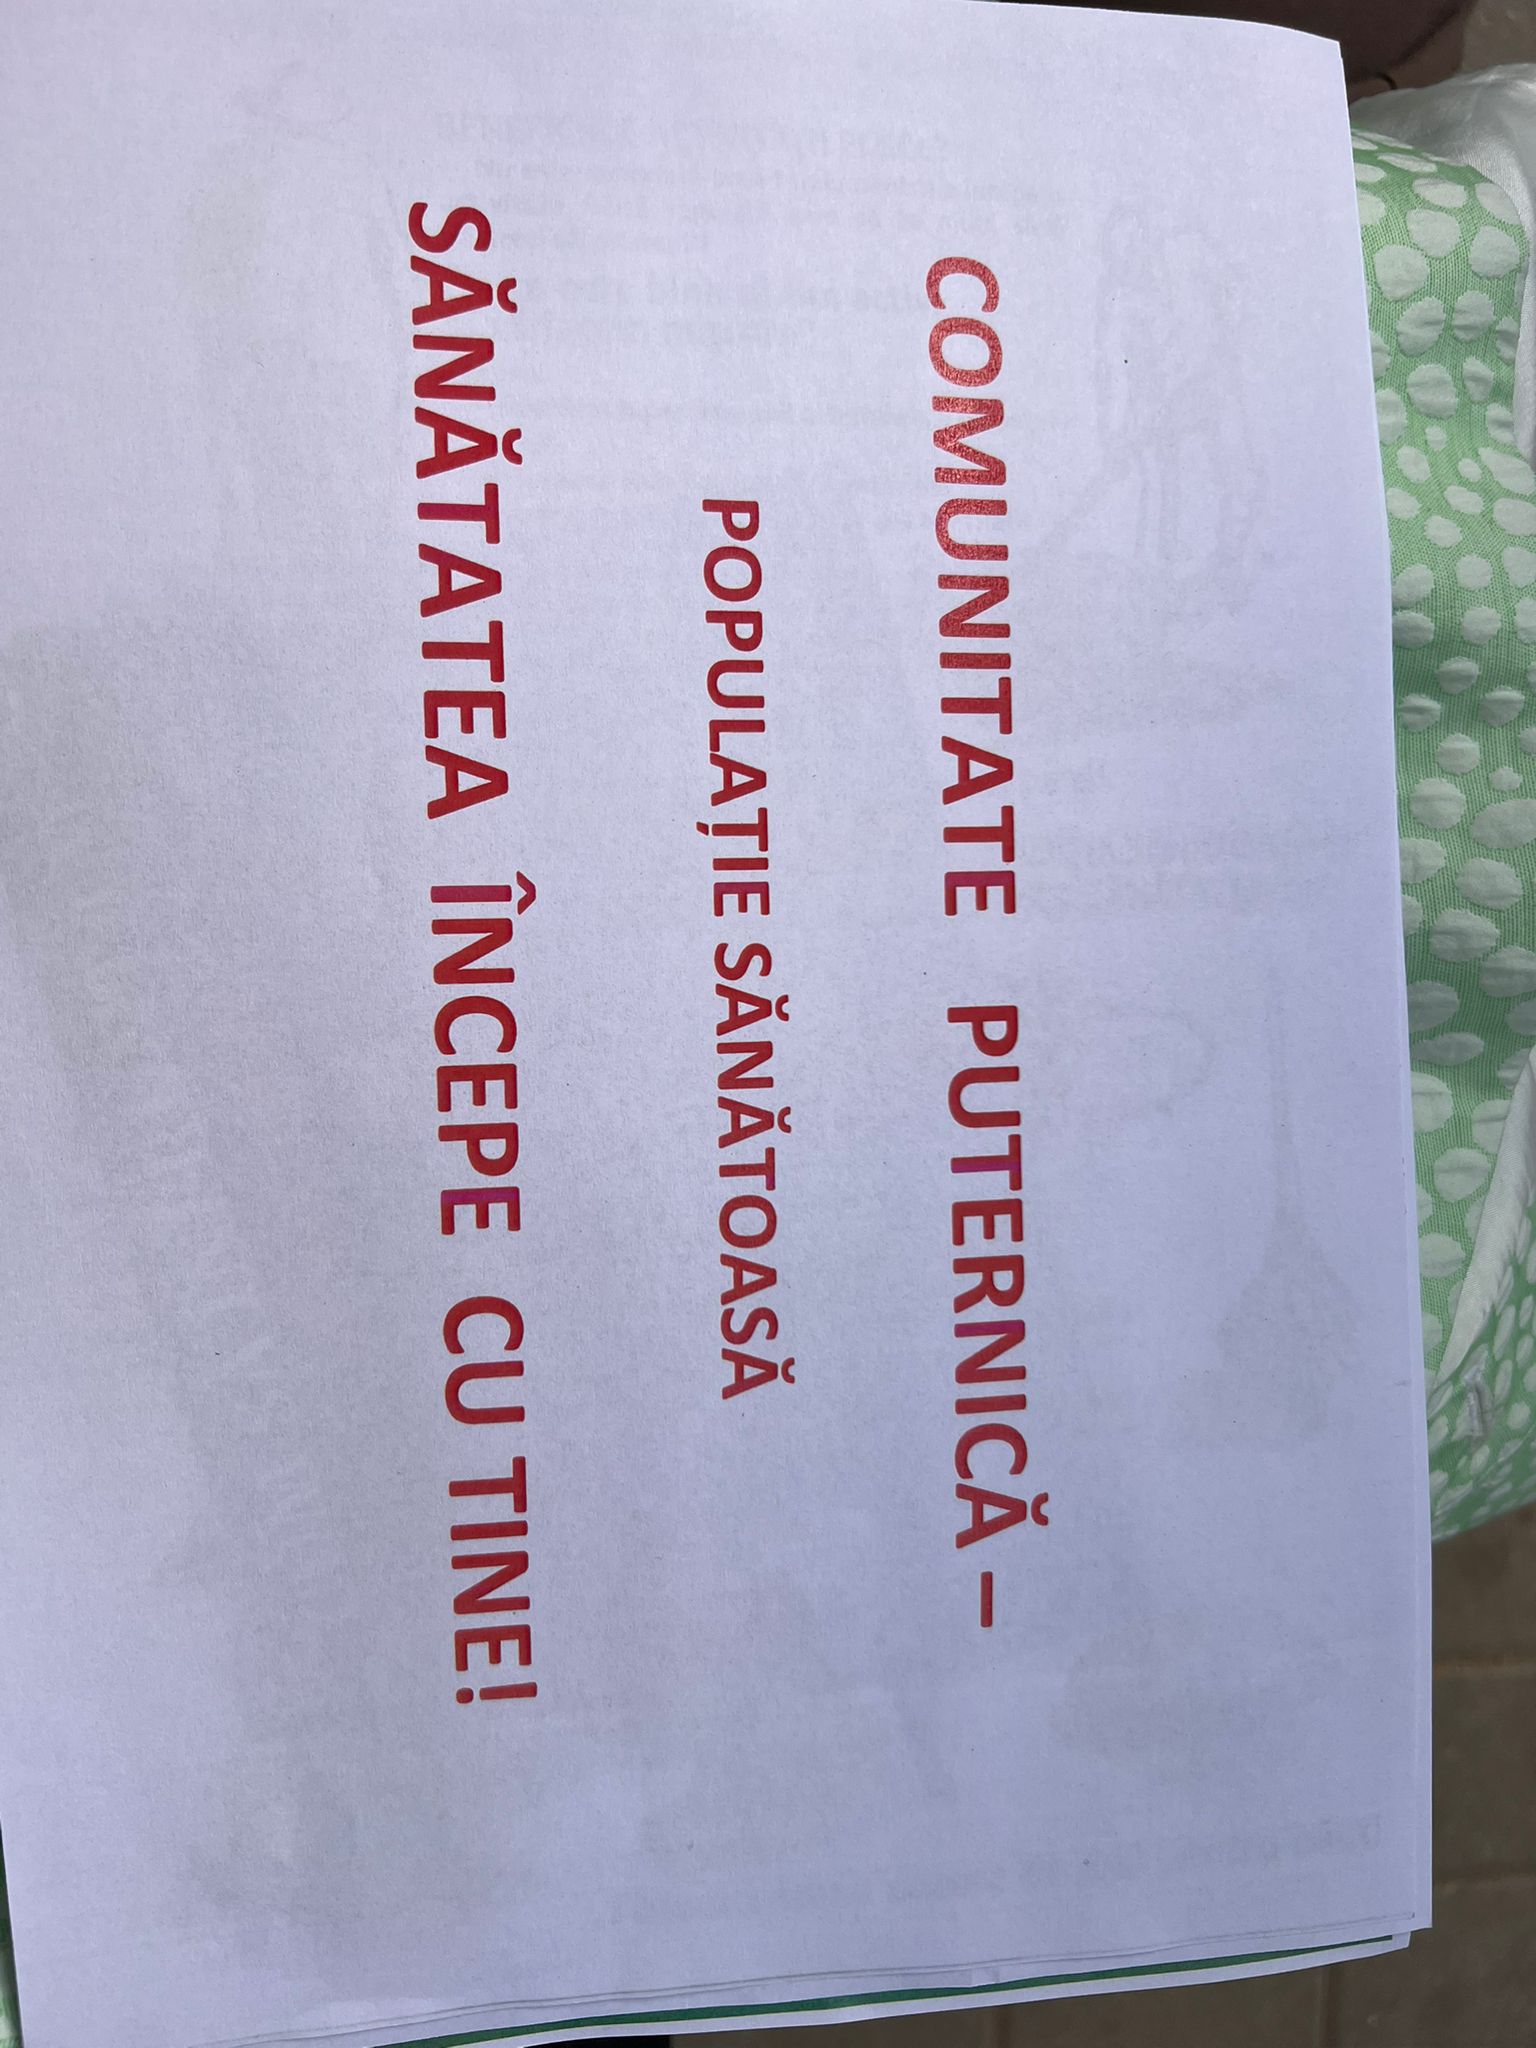 COMUNITATE PUTERNICĂ –
POPULAȚIE SĂNĂTOASĂ
SĂNĂTATEA ÎNCEPE CU TINE!